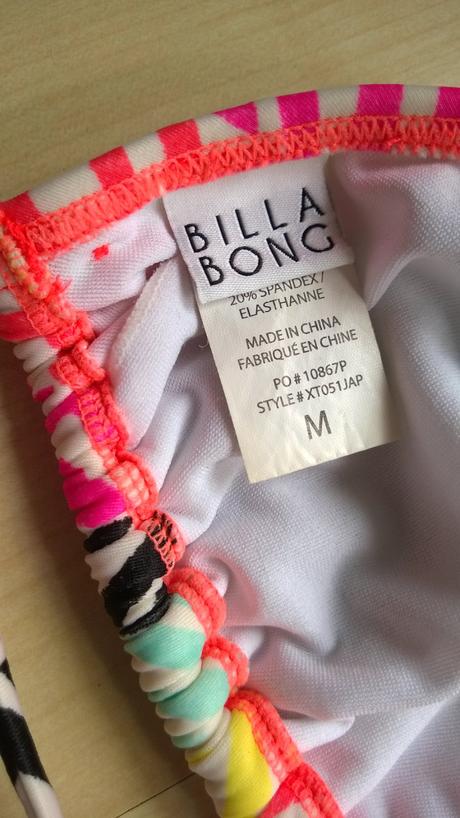 BILLA
BONG
20% SPANDEX/
ELASTHANNE
MADE IN CHINA
FABRIQUÉ EN CHINE
PO # 10867P
STYLE # XT051JAP
M